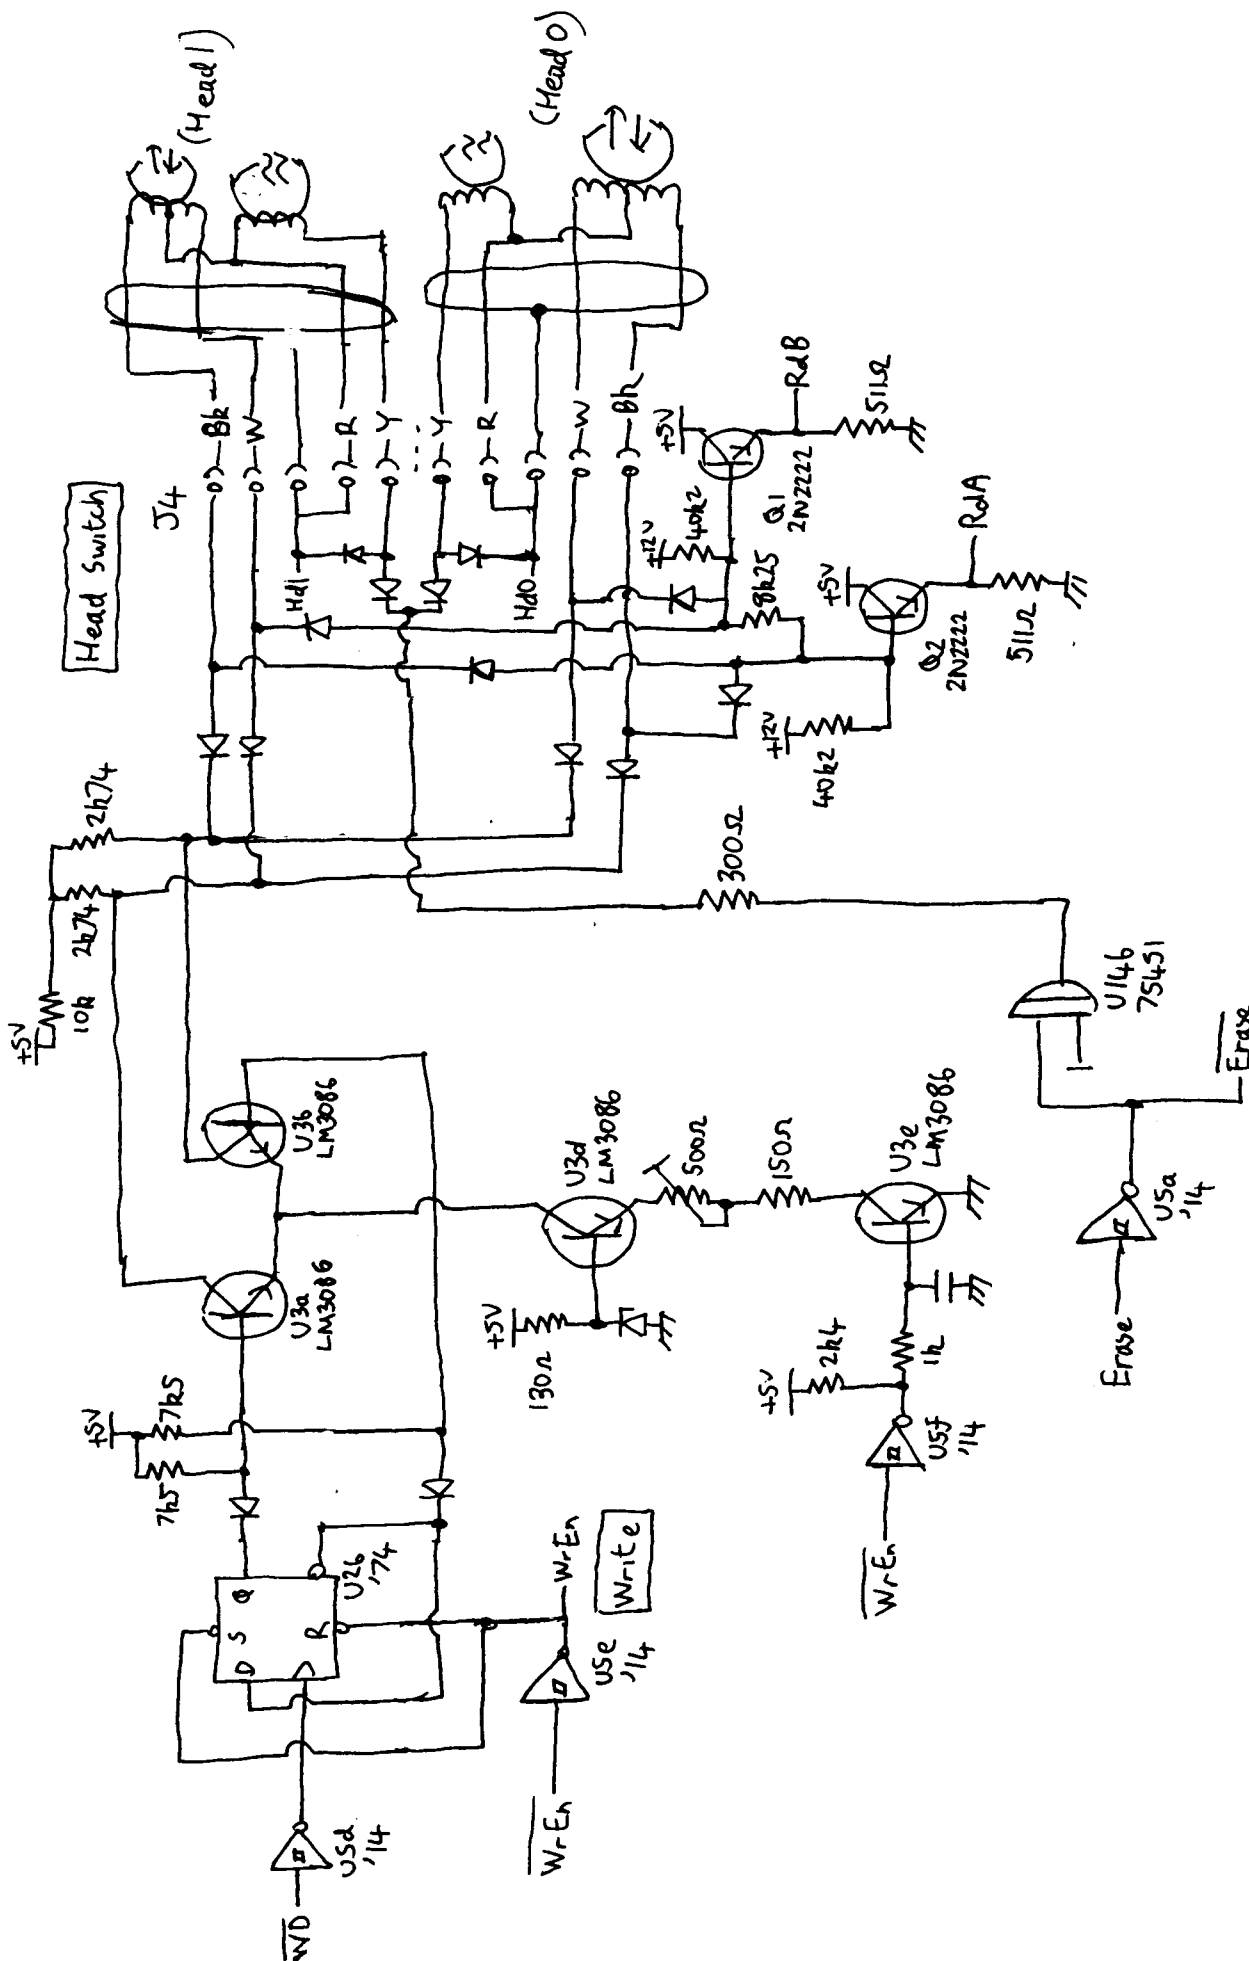 Head Switch
J4
(Head 1)
(Head 0)
Bk
W
R
Y
Y
R
W
Bk
Hd1
Hd0
+5V
10k
2k74
2k74
+12V
40k2
8k25
+5V
Q1
2N2222
RdB
511Ω
+12V
40k2
+5V
Q2
2N2222
RdA
511Ω
300Ω
U14b
75451
Erase
Erase
U5a
'14
U3b
LM3086
U3a
LM3086
U3d
LM3086
500Ω
150Ω
U3e
LM3086
+5V
7k5
7k5
+5V
130Ω
+5V
2k4
1k
U5f
'14
WrEn
Q
S
D
R
U2b
'74
WrEn
Write
U5e
'14
WrEn
U5d
'14
WD